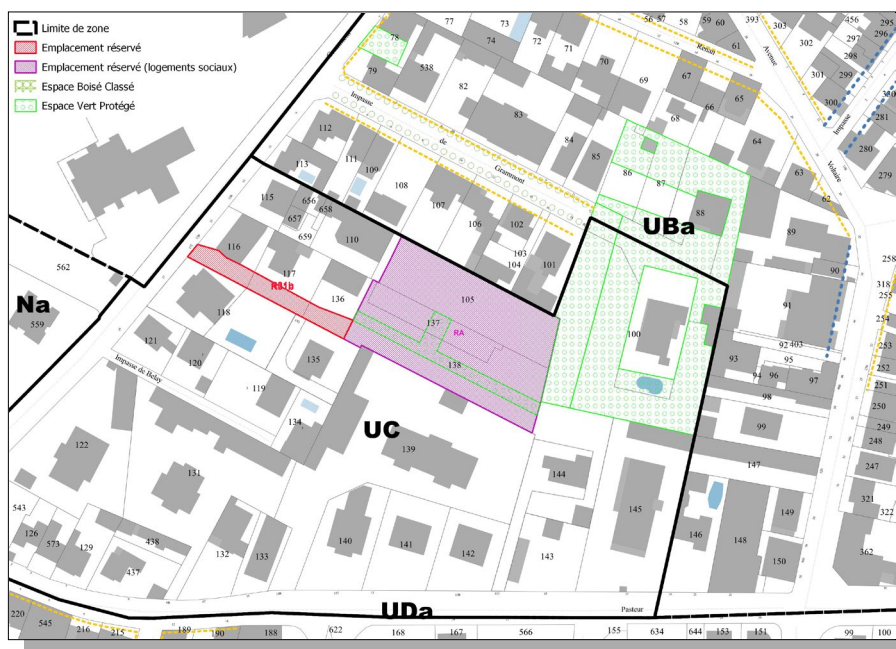 Limite de zone
Emplacement réservé
Emplacement réservé (logements sociaux)
Espace Boisé Classé
Espace Vert Protégé
77 73 56 57 58 59 60 393 303 456 295
78 74 72 71 Renan 61 Avenue 302 297 296
79 538 70 67 298
82 69 301 299
Impasse 83 66 65 300 Impasse 380
112 de 68 281
113 111 109 84 85 64 280
Grammont 86 87 63 Voltaire 279
115 656 658 108 107 62
657 659 106 102 88 UBa 89
116 110 103 104 101 90 258
562 117 318
Na R31b 105 255
136 91 254
559 118 137 RA 100 253
121 135 138 92 403
120 93 95 252
Impasse de Belay 119 94 96 97 251
98 250
134 UC 99 249
122 139 248
131 144 147 247
543 145 321
126 573 129 438 149 322
132 133 140 141 142 143 146 148
437 150 362
UDa Pasteur
220 545 216 215 189 190 188 622 168 167 566 155 634 644 153 151 99 100